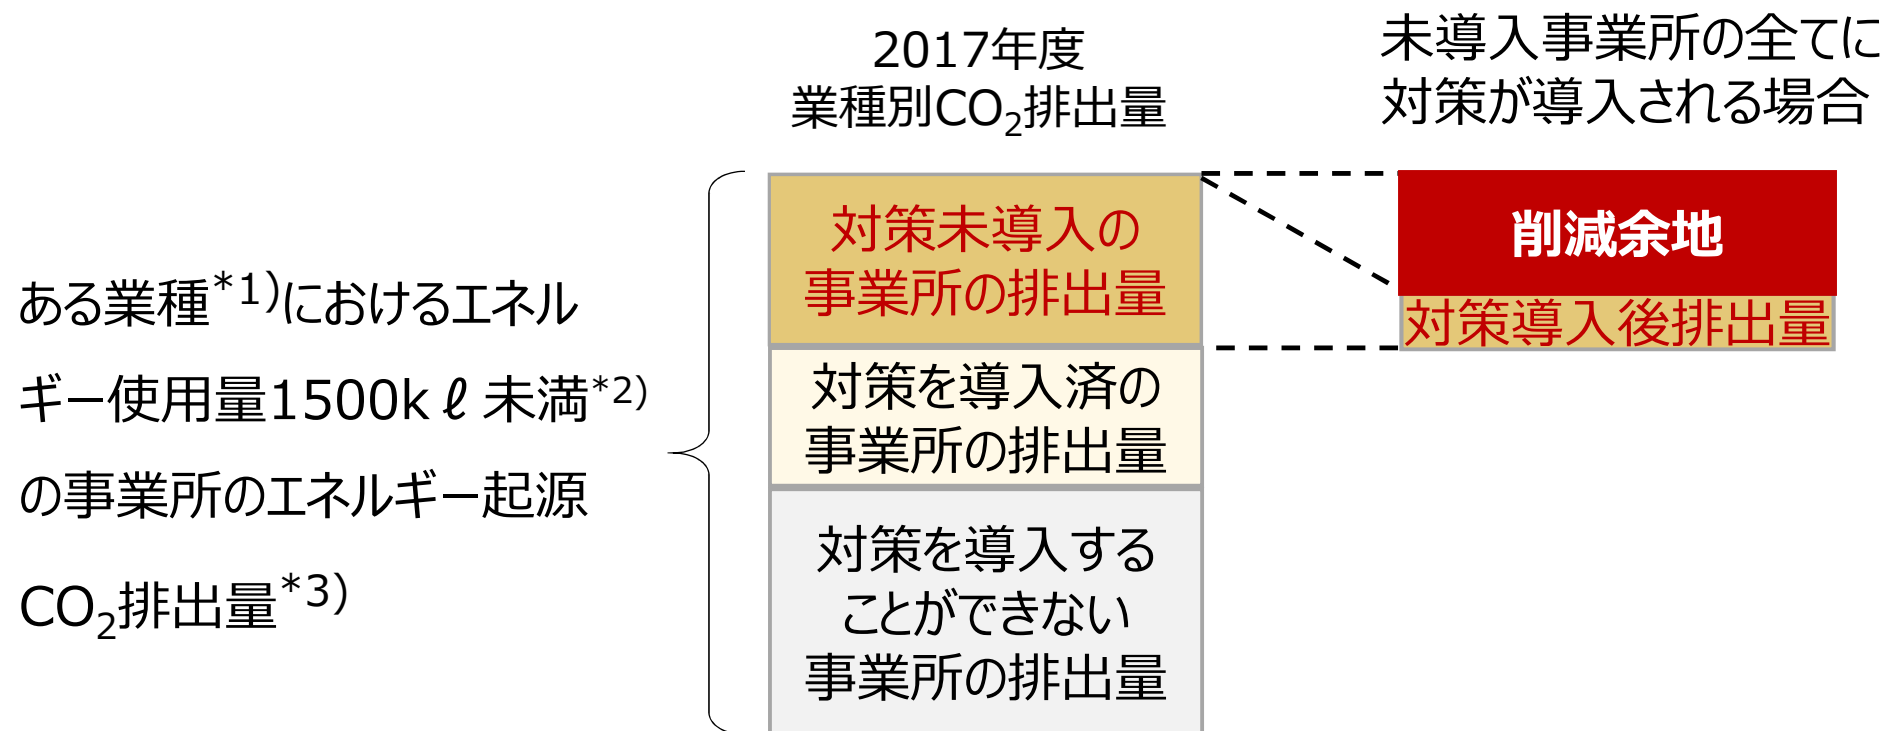 2017年度
業種別CO₂排出量
未導入事業所の全てに
対策が導入される場合
ある業種*1)におけるエネル
ギー使用量1500kℓ未満*2)
の事業所のエネルギー起源
CO₂排出量*3)
対策未導入の
事業所の排出量
対策を導入済の
事業所の排出量
対策を導入する
ことができない
事業所の排出量
削減余地
対策導入後排出量